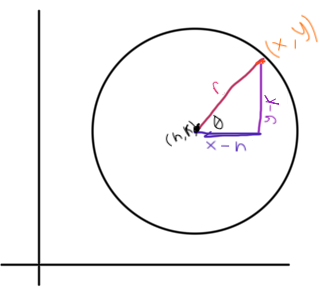 (x, y)
r
y-k
(h,k)
θ
x-h